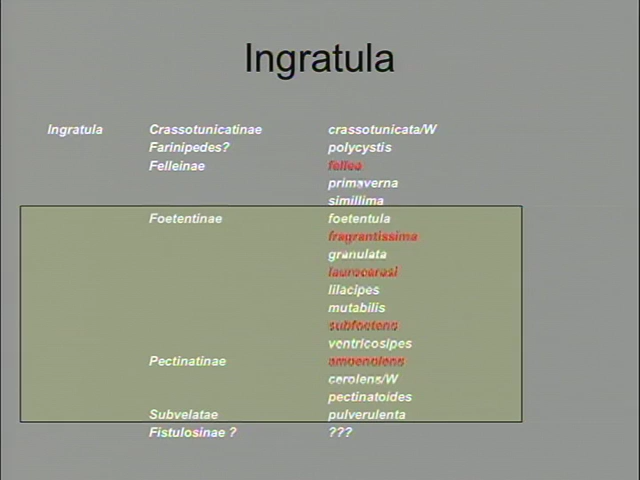 Ingratula
Ingratula Crassotunicatinae crassotunicata/W
Farinipedes? polycystis
Felleinae fellea
primaverna
simillima
Foetentinae foetentula
fragrantissima
granulata
laurocerasi
lilacipes
mutabilis
subfoetens
ventricosipes
Pectinatinae amoenolens
cerolens/W
pectinatoides
Subvelatae pulverulenta
Fistulosinae ? ???